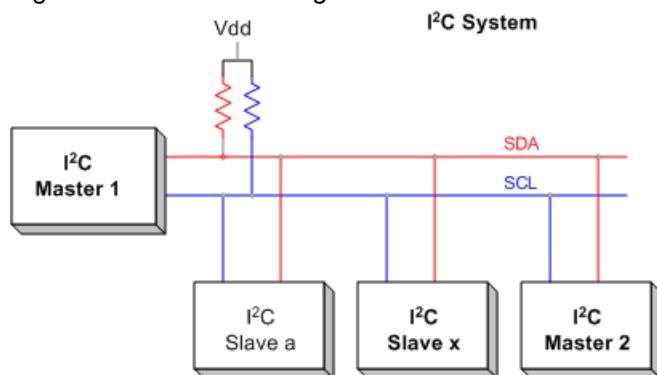 Vdd
I²C System
SDA
SCL
I²C
Master 1
I²C
Slave a
I²C
Slave x
I²C
Master 2